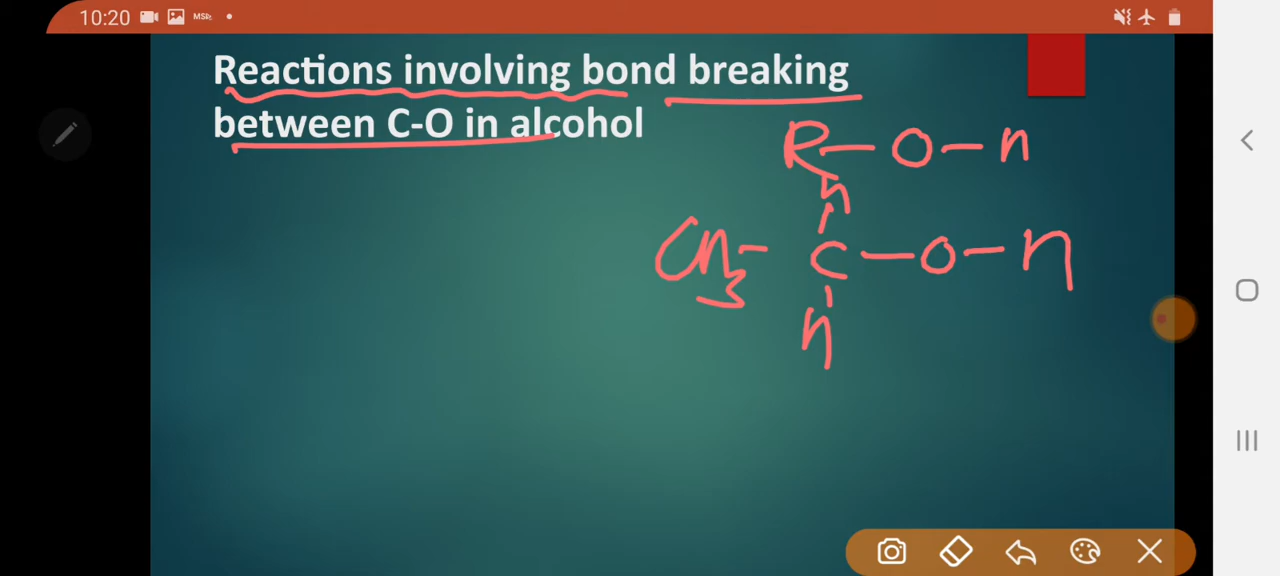 10:20
Reactions involving bond breaking
between C-O in alcohol
R-O-H
H
CH3- C-O-H
H